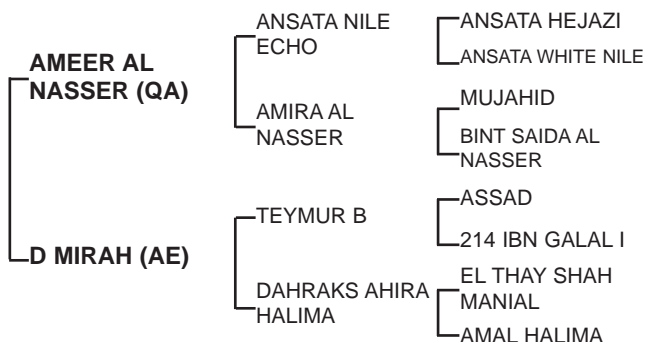 ANSATA NILE
ECHO
ANSATA HEJAZI
ANSATA WHITE NILE
AMEER AL
NASSER (QA)
AMIRA AL
NASSER
MUJAHID
BINT SAIDA AL
NASSER
D MIRAH (AE)
TEYMUR B
ASSAD
214 IBN GALAL I
DAHRAKS AHIRA
HALIMA
EL THAY SHAH
MANIAL
AMAL HALIMA